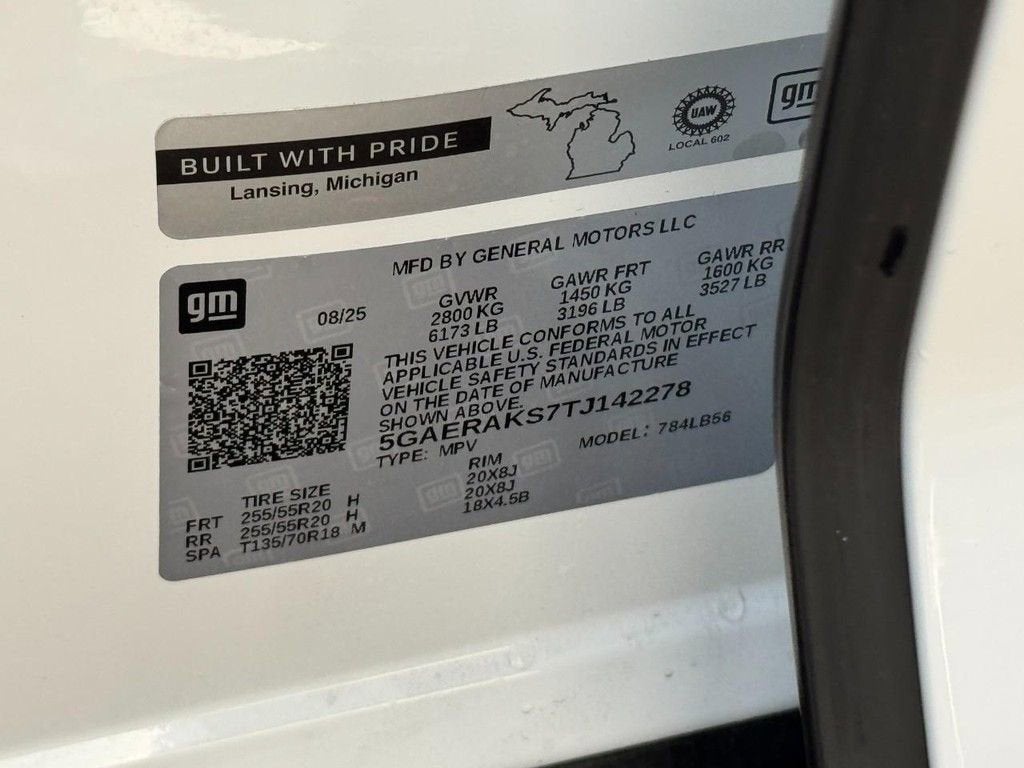 BUILT WITH PRIDE
Lansing, Michigan
UAW
LOCAL 602
gm
gm
MFD BY GENERAL MOTORS LLC
08/25
GVWR GAWR FRT GAWR RR
2800 KG 1450 KG 1600 KG
6173 LB 3196 LB 3527 LB
THIS VEHICLE CONFORMS TO ALL
APPLICABLE U.S. FEDERAL MOTOR
VEHICLE SAFETY STANDARDS IN EFFECT
ON THE DATE OF MANUFACTURE
SHOWN ABOVE.
5GAERAKS7TJ142278
TYPE: MPV MODEL: 784LB56
TIRE SIZE RIM
FRT 255/55R20 H 20X8J
RR 255/55R20 H 20X8J
SPA T135/70R18 M 18X4.5B